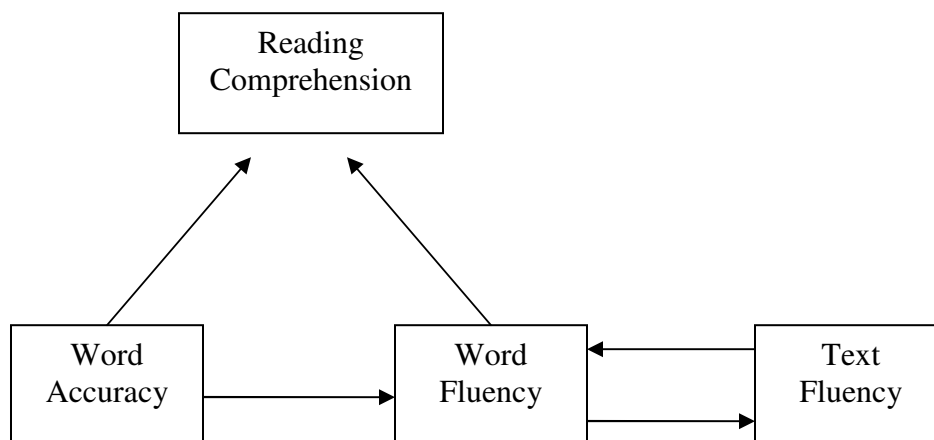 Reading
Comprehension
Word
Accuracy
Word
Fluency
Text
Fluency